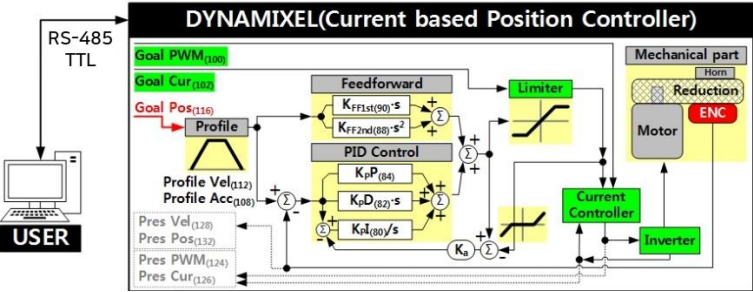 DYNAMIXEL(Current based Position Controller)
RS-485
TTL
USER
Goal PWM(100)
Goal Cur(102)
Goal Pos(116)
Profile
Profile Vel(112)
Profile Acc(108)
Pres Vel(128)
Pres Pos(132)
Pres PWM(124)
Pres Cur(126)
Feedforward
KFF1st(90)·s
KFF2nd(88)·s²
+
+
Σ
PID Control
KPP(84)
KPD(82)·s
KPI(80)/s
+
+
+
Σ
+
-
Σ
+
-
Σ
+
+
Σ
Ka
+
-
Σ
Limiter
Current
Controller
Inverter
Mechanical part
Horn
Reduction
ENC
Motor